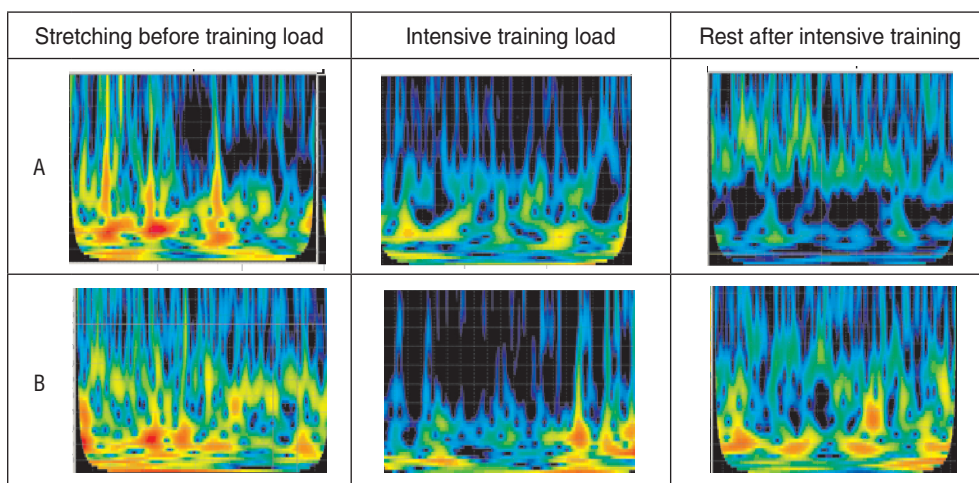 Stretching before training load
Intensive training load
Rest after intensive training
A
B